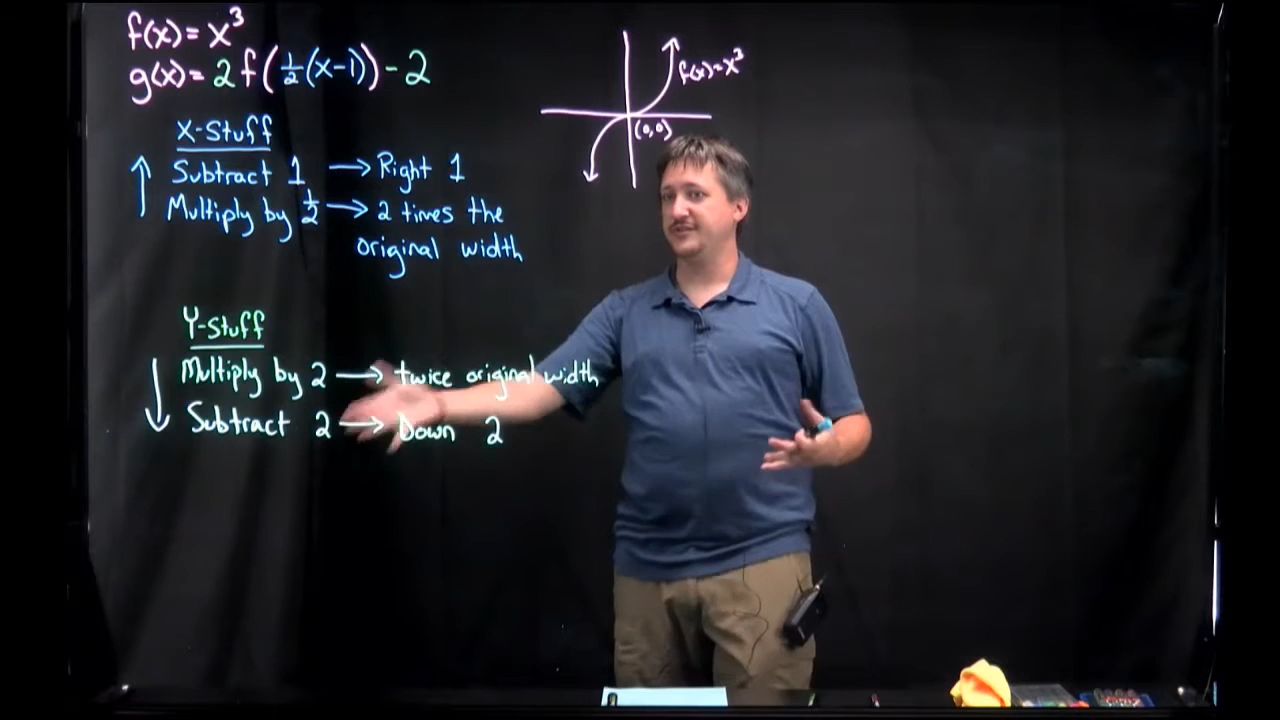 f(x) = x³
g(x) = 2 f(½(x-1)) - 2
X-Stuff
↑ Subtract 1 → Right 1
Multiply by ½ → 2 times the
original width
Y-Stuff
↓ Multiply by 2 → twice original width
Subtract 2 → Down 2
f(x)=x³
(0,0)